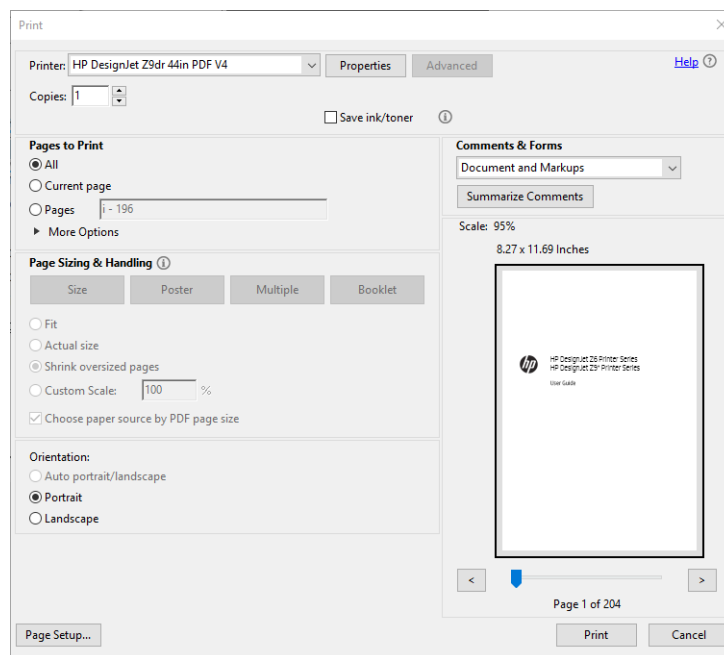 Print
Printer: HP DesignJet Z9dr 44in PDF V4 Properties Advanced Help ?
Copies: 1
Save ink/toner i
Pages to Print
All
Current page
Pages i - 196
More Options
Page Sizing & Handling i
Size Poster Multiple Booklet
Fit
Actual size
Shrink oversized pages
Custom Scale: 100 %
Choose paper source by PDF page size
Orientation:
Auto portrait/landscape
Portrait
Landscape
Comments & Forms
Document and Markups
Summarize Comments
Scale: 95%
8.27 x 11.69 Inches
hp
HP DesignJet Z6 Printer Series
HP DesignJet Z9+ Printer Series
User Guide
< >
Page 1 of 204
Page Setup... Print Cancel